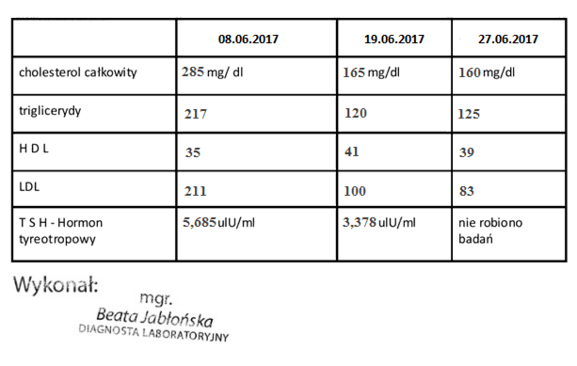 08.06.2017 19.06.2017 27.06.2017
cholesterol całkowity 285 mg/ dl 165 mg/dl 160 mg/dl
triglicerydy 217 120 125
H D L 35 41 39
LDL 211 100 83
T S H - Hormon tyreotropowy 5,685 ulU/ml 3,378 ulU/ml nie robiono badań
Wykonał:
mgr.
Beata Jabłońska
DIAGNOSTA LABORATORYJNY